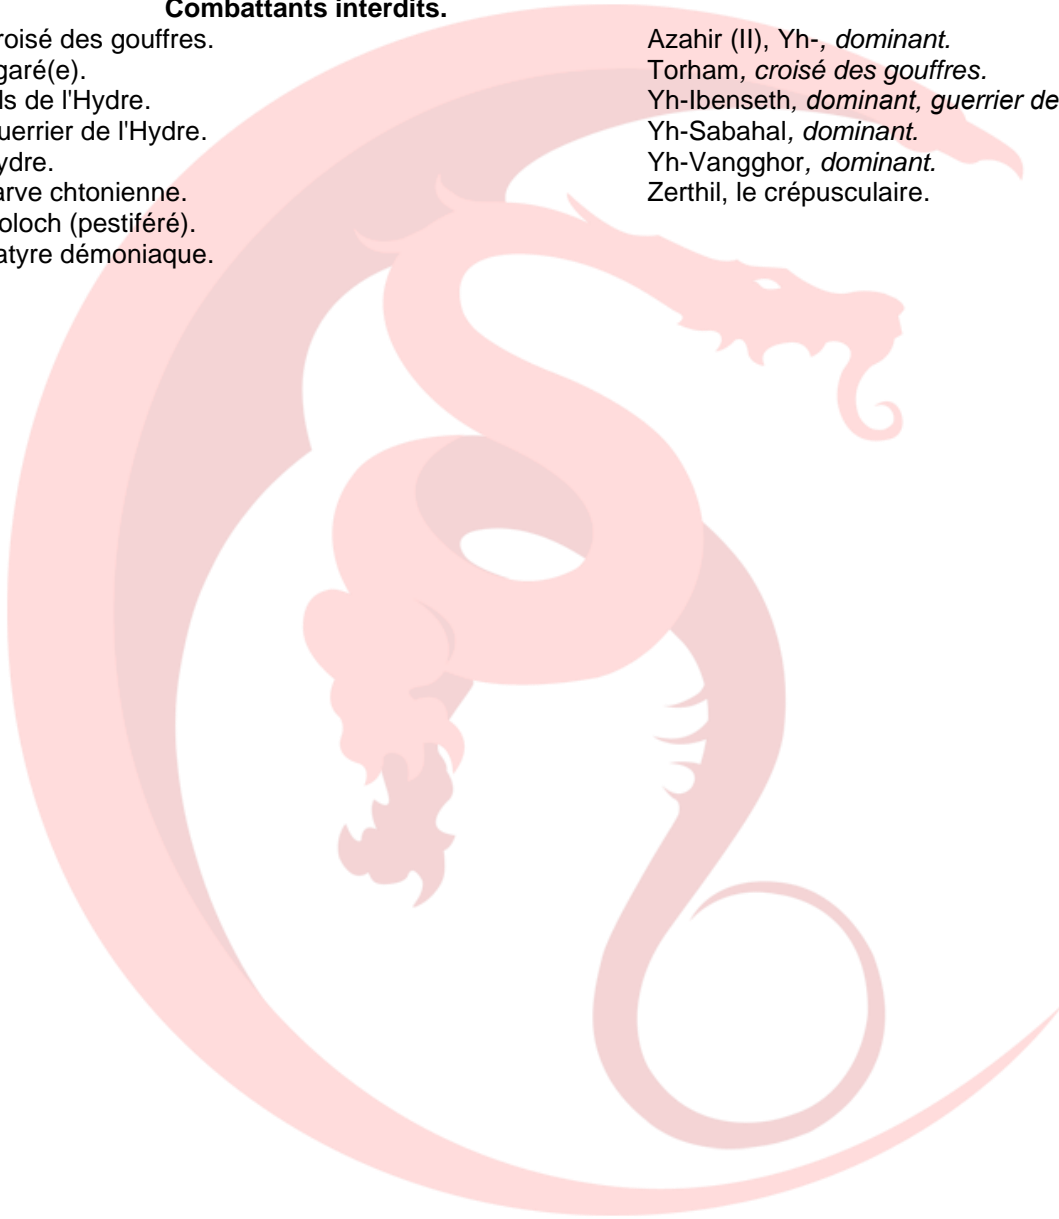 Combattants interdits.
roisé des gouffres.
garé(e).
ls de l'Hydre.
uerrier de l'Hydre.
ydre.
arve chtonienne.
oloch (pestiféré).
atyre démoniaque.
Azahir (II), Yh-, dominant.
Torham, croisé des gouffres.
Yh-Ibenseth, dominant, guerrier de
Yh-Sabahal, dominant.
Yh-Vangghor, dominant.
Zerthil, le crépusculaire.